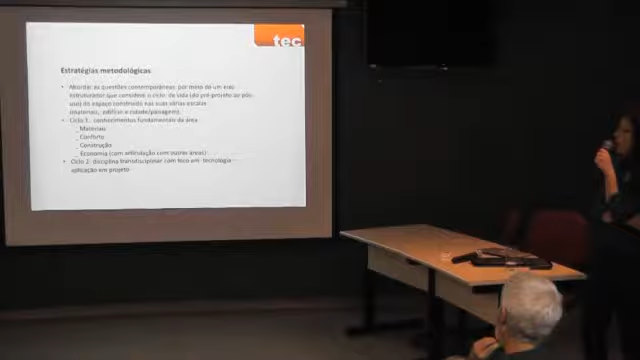 tec
Estratégias metodológicas
• Abordar as questões contemporâneas por meio de um eixo
estruturador que considere o ciclo de vida (do pré-projeto ao pós-
uso) do espaço construído nas suas várias escalas
(materiais, edifício e cidade/paisagem).
• Ciclo 1: conhecimentos fundamentais da área
_ Materiais
_ Conforto
_ Construção
_ Economia (com articulação com outras áreas)
• Ciclo 2: disciplina transdisciplinar com foco em tecnologia -
aplicação em projeto